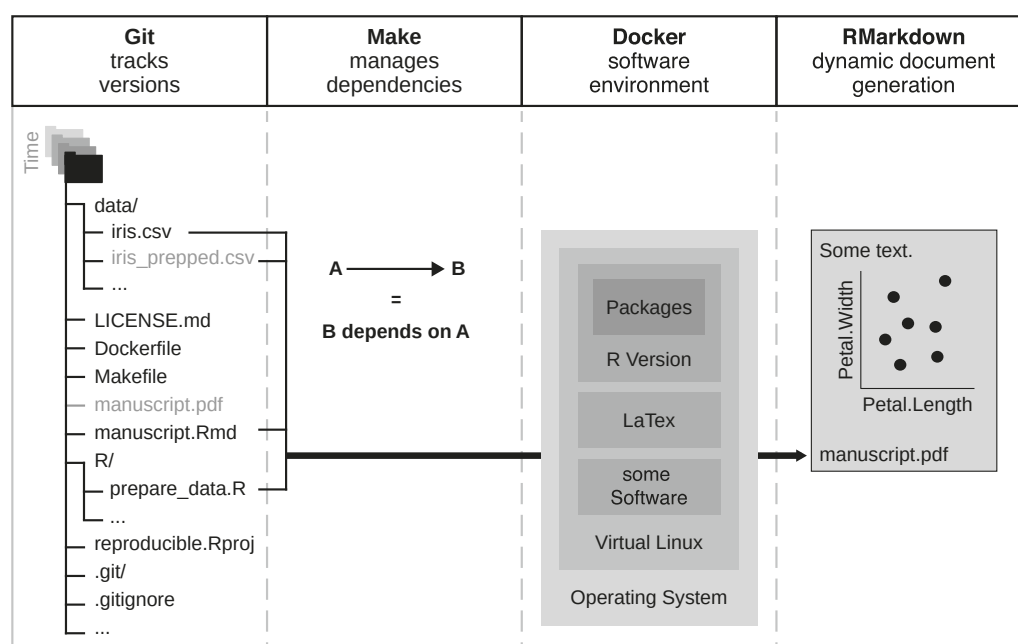 Git
tracks
versions
Make
manages
dependencies
Docker
software
environment
RMarkdown
dynamic document
generation
Time
data/
iris.csv
iris_prepped.csv
...
LICENSE.md
Dockerfile
Makefile
manuscript.pdf
manuscript.Rmd
R/
prepare_data.R
...
reproducible.Rproj
.git/
.gitignore
...
A B
=
B depends on A
Packages
R Version
LaTex
some
Software
Virtual Linux
Operating System
Some text.
Petal.Width
Petal.Length
manuscript.pdf